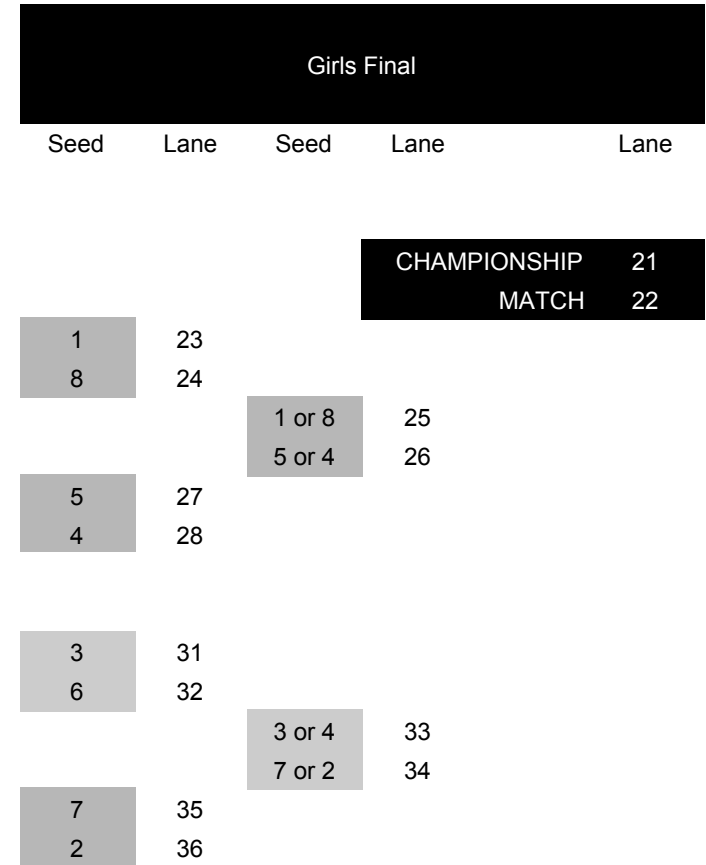 Girls Final
Seed Lane Seed Lane Lane
CHAMPIONSHIP 21
MATCH 22
1 23
8 24
1 or 8 25
5 or 4 26
5 27
4 28
3 31
6 32
3 or 4 33
7 or 2 34
7 35
2 36